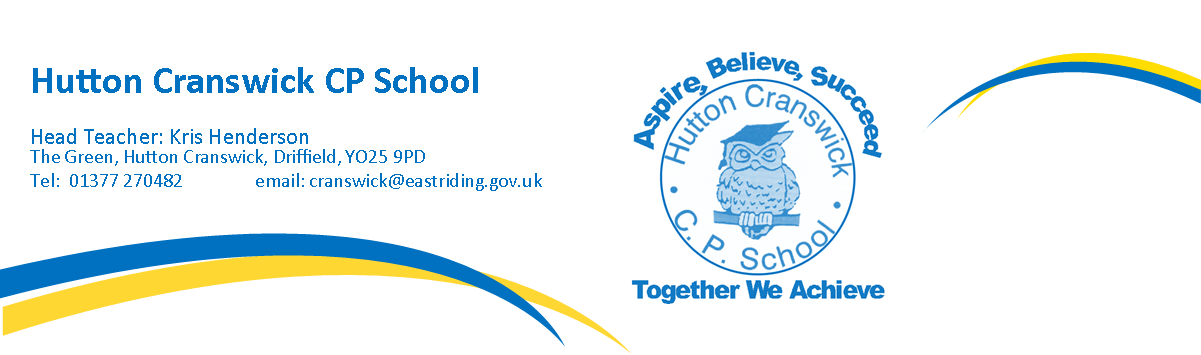 Hutton Cranswick CP School
Head Teacher: Kris Henderson
The Green, Hutton Cranswick, Driffield, YO25 9PD
Tel: 01377 270482 email: cranswick@eastriding.gov.uk
Aspire, Believe, Succeed
Hutton Cranswick
C. P. School
Together We Achieve